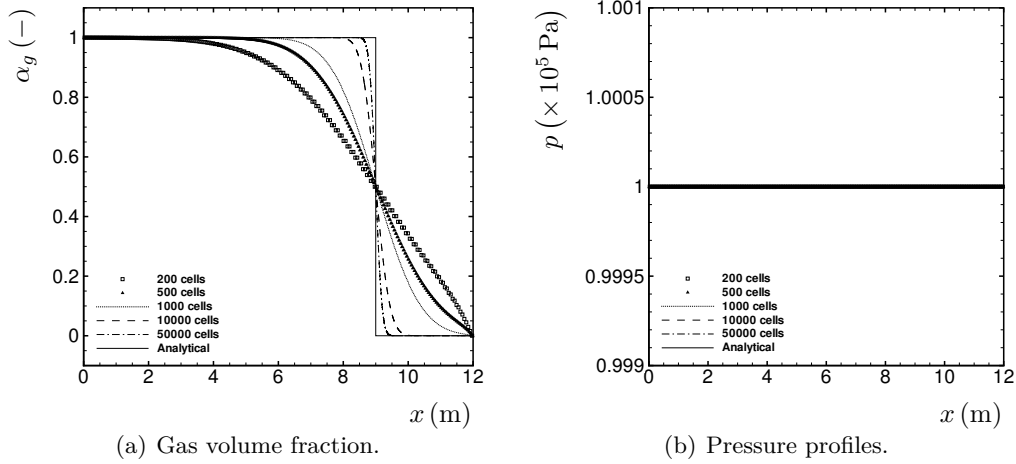 α_g (−)
1
0.8
0.6
0.4
0.2
0
200 cells
500 cells
1000 cells
10000 cells
50000 cells
Analytical
0 2 4 6 8 10 12
x (m)
(a) Gas volume fraction.
p (× 10⁵ Pa)
1.001
1.0005
1
0.9995
0.999
200 cells
500 cells
1000 cells
10000 cells
50000 cells
Analytical
0 2 4 6 8 10 12
x (m)
(b) Pressure profiles.